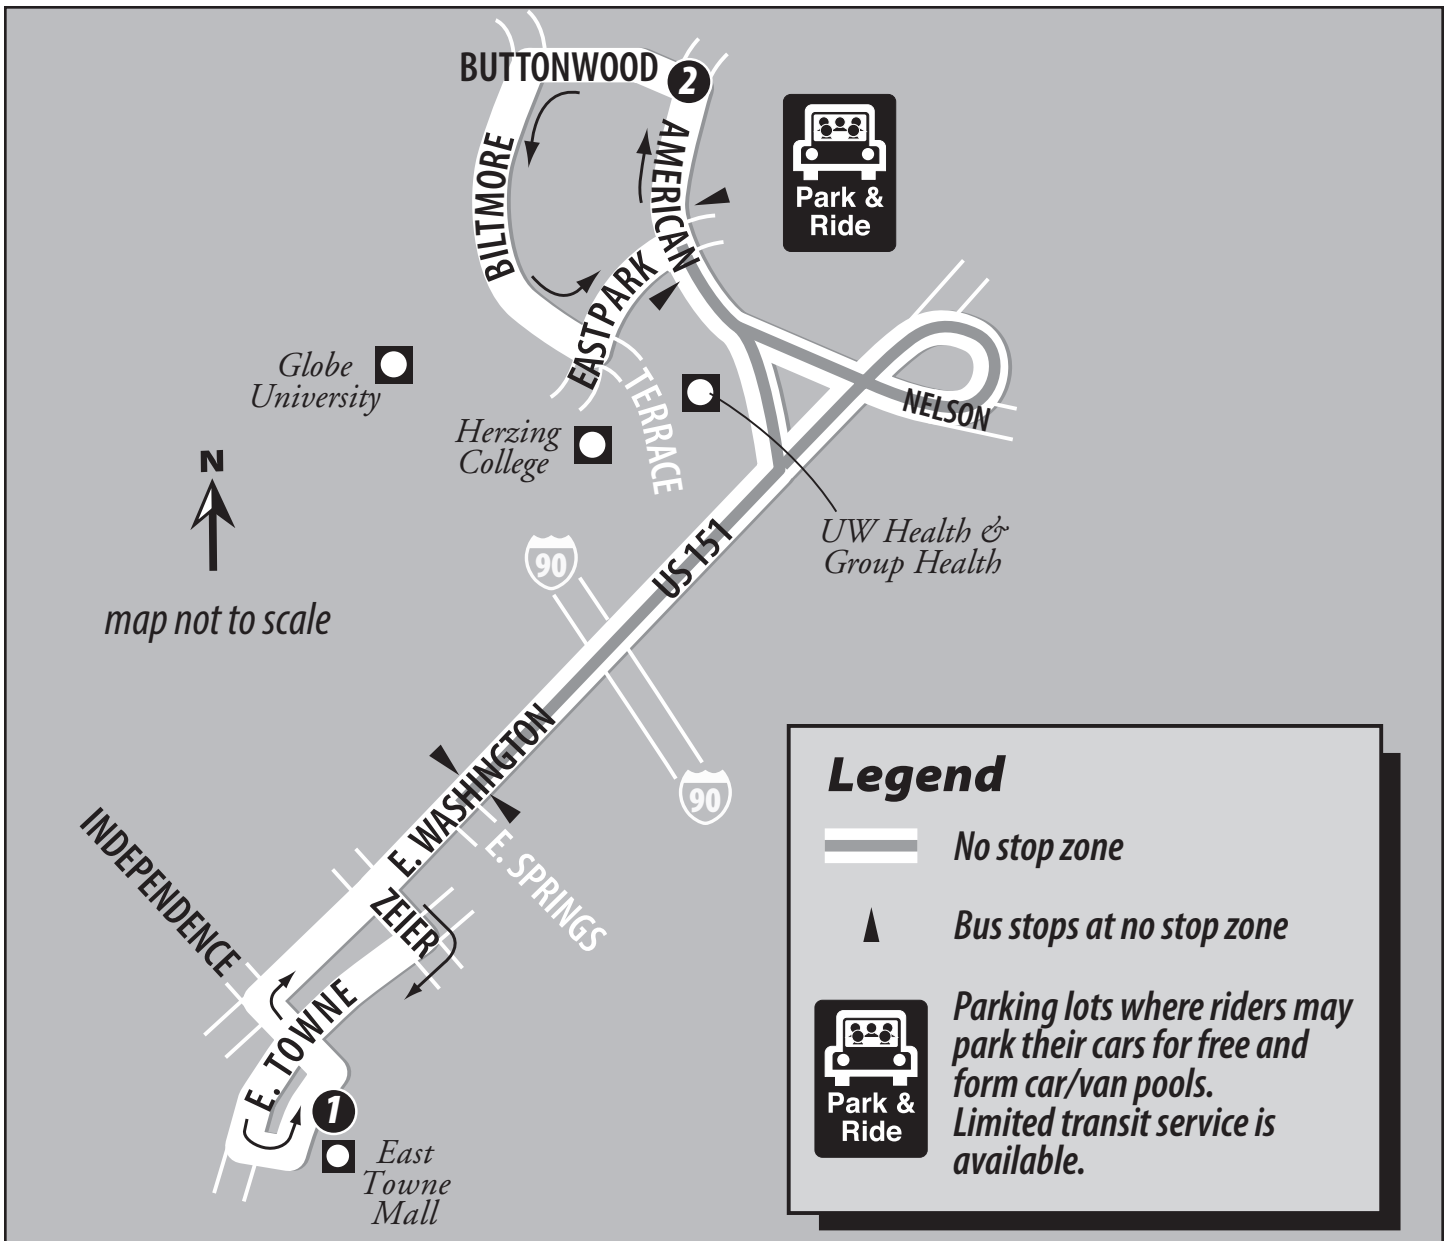 BUTTONWOOD
2
AMERICAN
BILTMORE
Park &
Ride
EASTPARK
Globe
University
TERRACE
NELSON
Herzing
College
N
UW Health &
Group Health
US 151
90
map not to scale
E. WASHINGTON
90
E. SPRINGS
INDEPENDENCE
ZEIER
E. TOWNE
1
East
Towne
Mall
Legend
No stop zone
Bus stops at no stop zone
Park &
Ride
Parking lots where riders may
park their cars for free and
form car/van pools.
Limited transit service is
available.